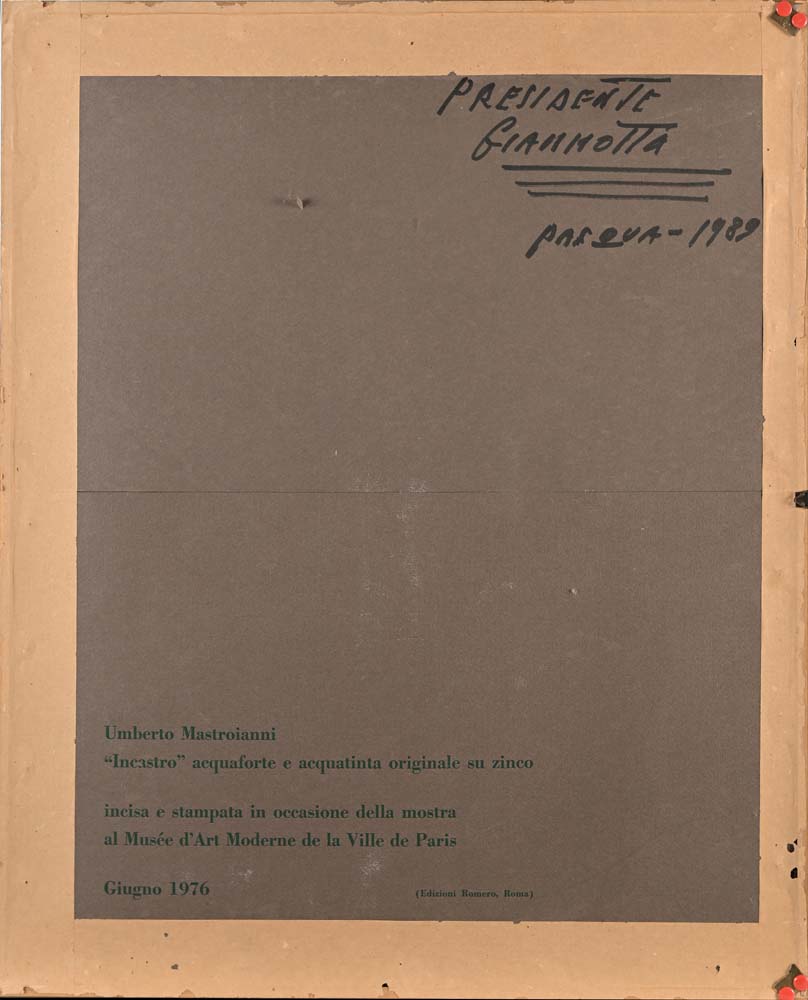 PRESIDENTE
GIANNOTTA
PASQUA - 1989
Umberto Mastroianni
“Incastro” acquaforte e acquatinta originale su zinco
incisa e stampata in occasione della mostra
al Musée d’Art Moderne de la Ville de Paris
Giugno 1976
(Edizioni Romero, Roma)